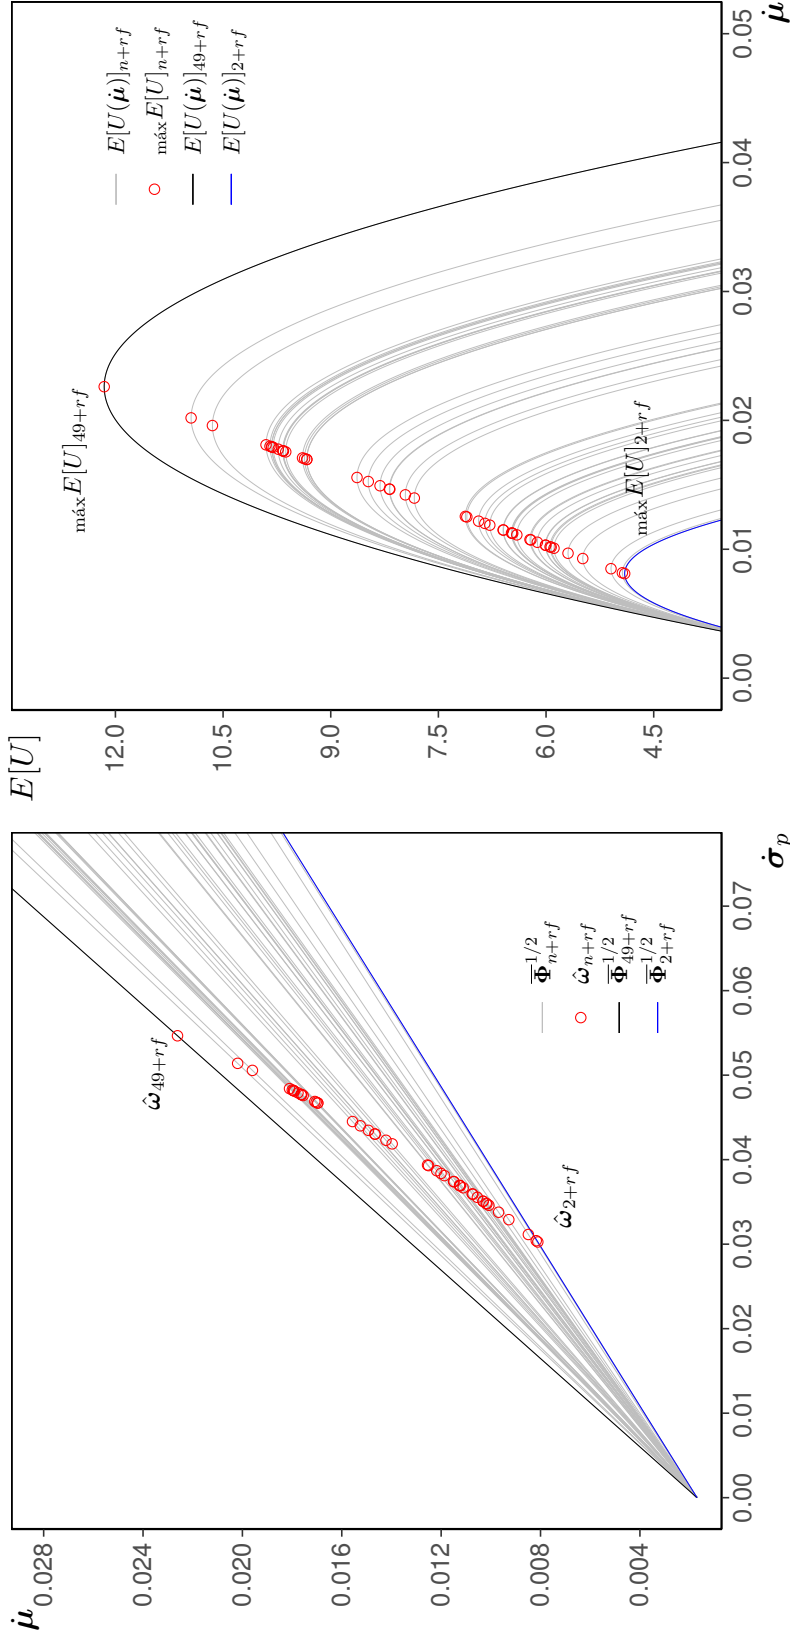 μ̇
0.028
0.024
0.020
0.016
0.012
0.008
0.004
0.00
0.01
0.02
0.03
0.04
0.05
0.06
0.07
σ̇_p
ω̂_{49+rf}
ω̂_{2+rf}
Φ̅^{1/2}_{n+rf}
ω̂_{n+rf}
Φ̅^{1/2}_{49+rf}
Φ̅^{1/2}_{2+rf}
E[U]
12.0
10.5
9.0
7.5
6.0
4.5
0.00
0.01
0.02
0.03
0.04
0.05
μ̇
máx E[U]_{49+rf}
máx E[U]_{2+rf}
E[U(μ̇)]_{n+rf}
máx E[U]_{n+rf}
E[U(μ̇)]_{49+rf}
E[U(μ̇)]_{2+rf}